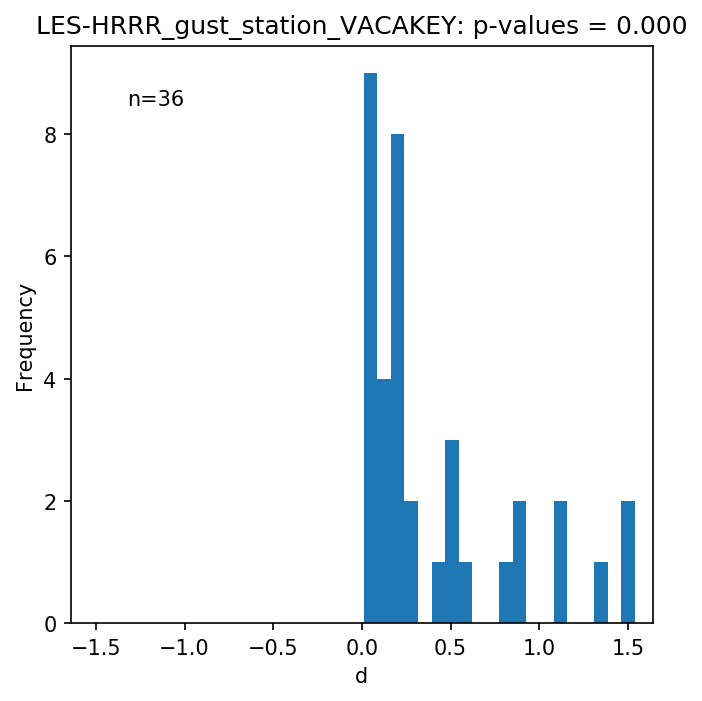 LES-HRRR_gust_station_VACAKEY: p-values = 0.000
n=36
Frequency
8
6
4
2
0
−1.5 −1.0 −0.5 0.0 0.5 1.0 1.5
d